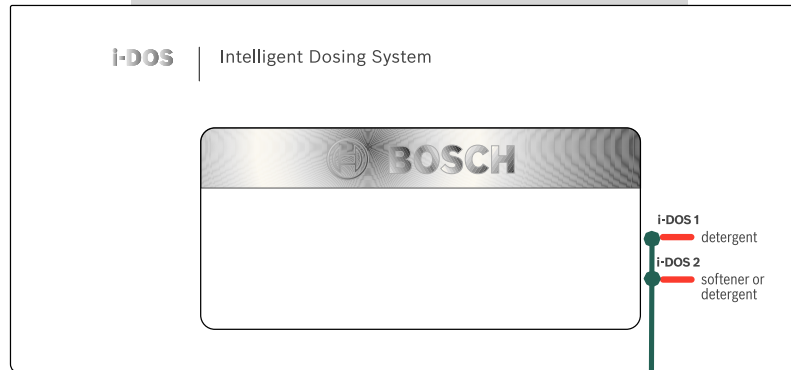 i-DOS
Intelligent Dosing System
BOSCH
i-DOS 1
detergent
i-DOS 2
softener or
detergent